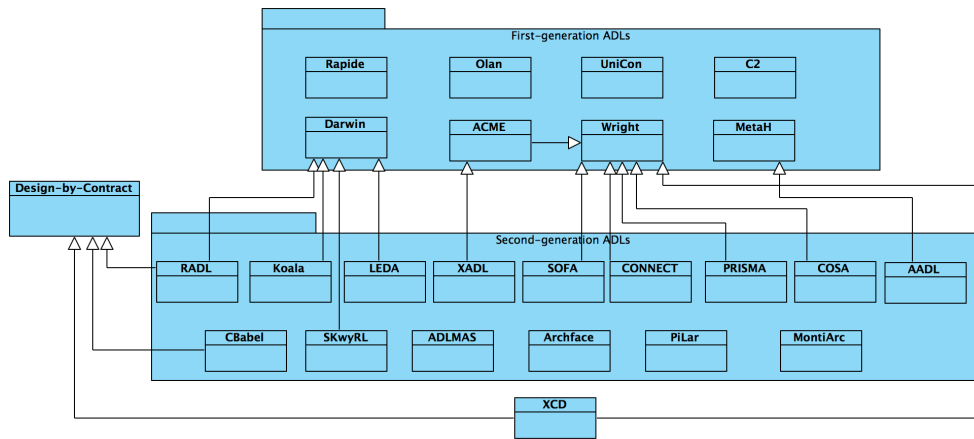 First-generation ADLs
Rapide
Olan
UniCon
C2
Darwin
ACME
Wright
MetaH
Design-by-Contract
Second-generation ADLs
RADL
Koala
LEDA
XADL
SOFA
CONNECT
PRISMA
COSA
AADL
CBabel
SKwyRL
ADLMAS
Archface
PiLar
MontiArc
XCD